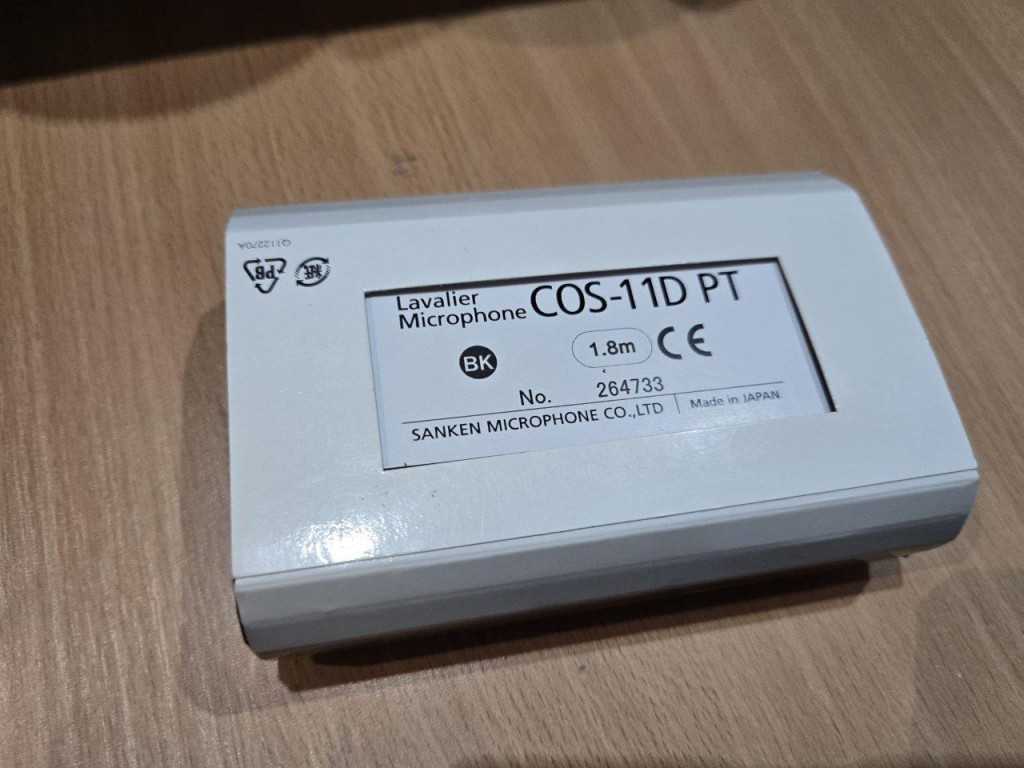 Q112270A
PB
紙
Lavalier
Microphone COS-11D PT
BK 1.8m CE
No. 264733
SANKEN MICROPHONE CO.,LTD Made in JAPAN